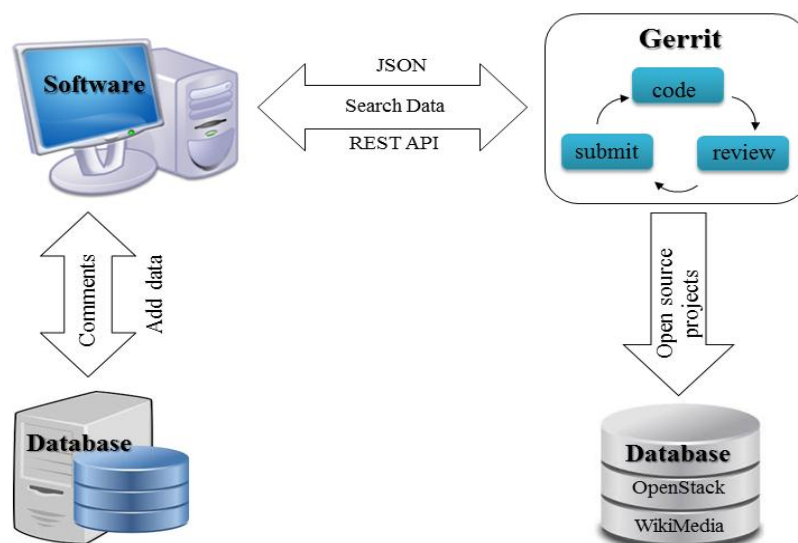 Software
JSON
Search Data
REST API
Gerrit
code
submit
review
Comments
Add data
Open source
projects
Database
Database
OpenStack
WikiMedia